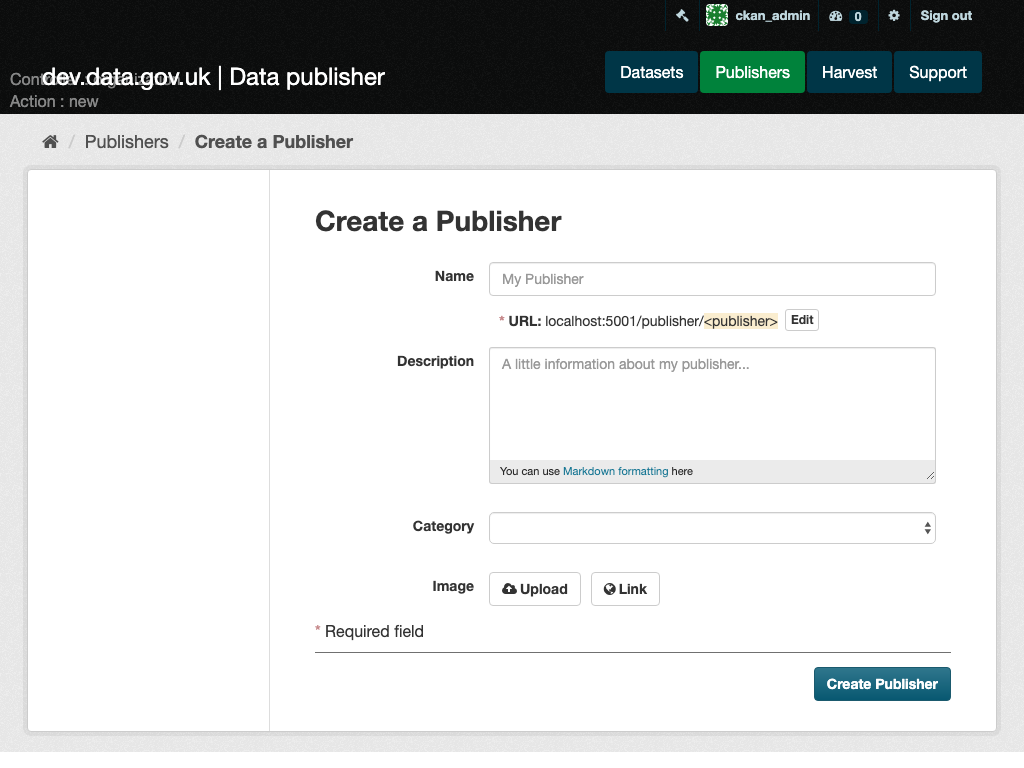 ckan_admin 0 Sign out
dev.data.gov.uk | Data publisher
Datasets Publishers Harvest Support
Controller : organization
Action : new
/ Publishers / Create a Publisher
Create a Publisher
Name My Publisher
* URL: localhost:5001/publisher/<publisher> Edit
Description A little information about my publisher...
You can use Markdown formatting here
Category
Image Upload Link
* Required field
Create Publisher